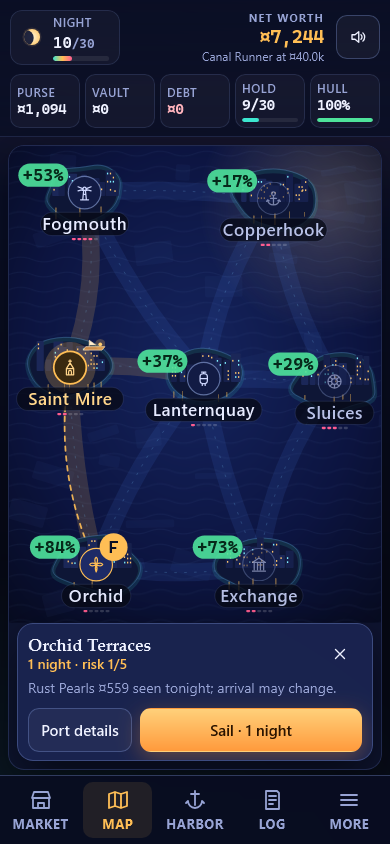 NIGHT
10/30
NET WORTH
¤7,244
Canal Runner at ¤40.0k
PURSE
¤1,094
VAULT
¤0
DEBT
¤0
HOLD
9/30
HULL
100%
+53%
Fogmouth
+17%
Copperhook
Saint Mire
+37%
Lanternquay
+29%
Sluices
+84%
F
Orchid
+73%
Exchange
Orchid Terraces
1 night · risk 1/5
Rust Pearls ¤559 seen tonight; arrival may change.
Port details
Sail · 1 night
MARKET
MAP
HARBOR
LOG
MORE